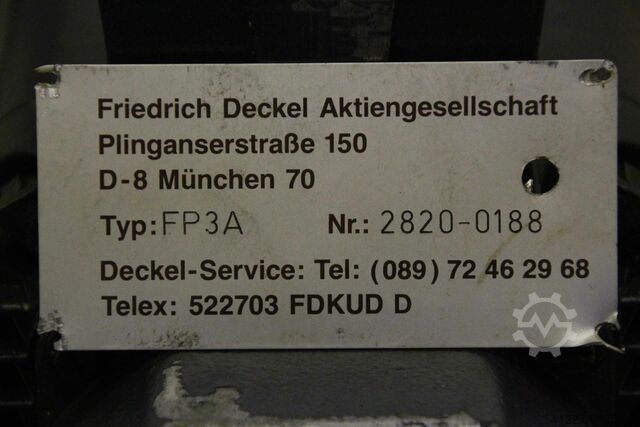 Friedrich Deckel Aktiengesellschaft
Plinganserstraße 150
D-8 München 70
Typ: FP3A Nr.: 2820-0188
Deckel-Service: Tel: (089) 72 46 29 68
Telex: 522703 FDKUD D